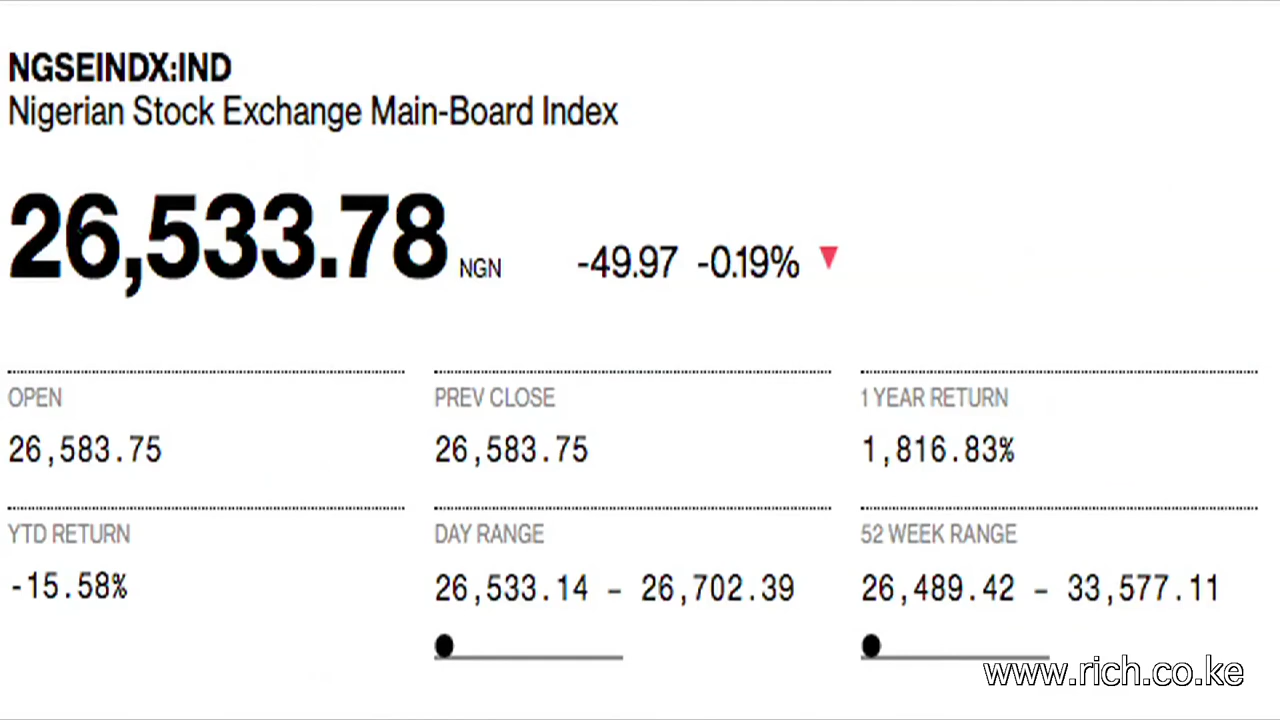 NGSEINDX:IND
Nigerian Stock Exchange Main-Board Index
26,533.78 NGN -49.97 -0.19% ▼
OPEN PREV CLOSE 1 YEAR RETURN
26,583.75 26,583.75 1,816.83%
YTD RETURN DAY RANGE 52 WEEK RANGE
-15.58% 26,533.14 – 26,702.39 26,489.42 – 33,577.11
www.rich.co.ke